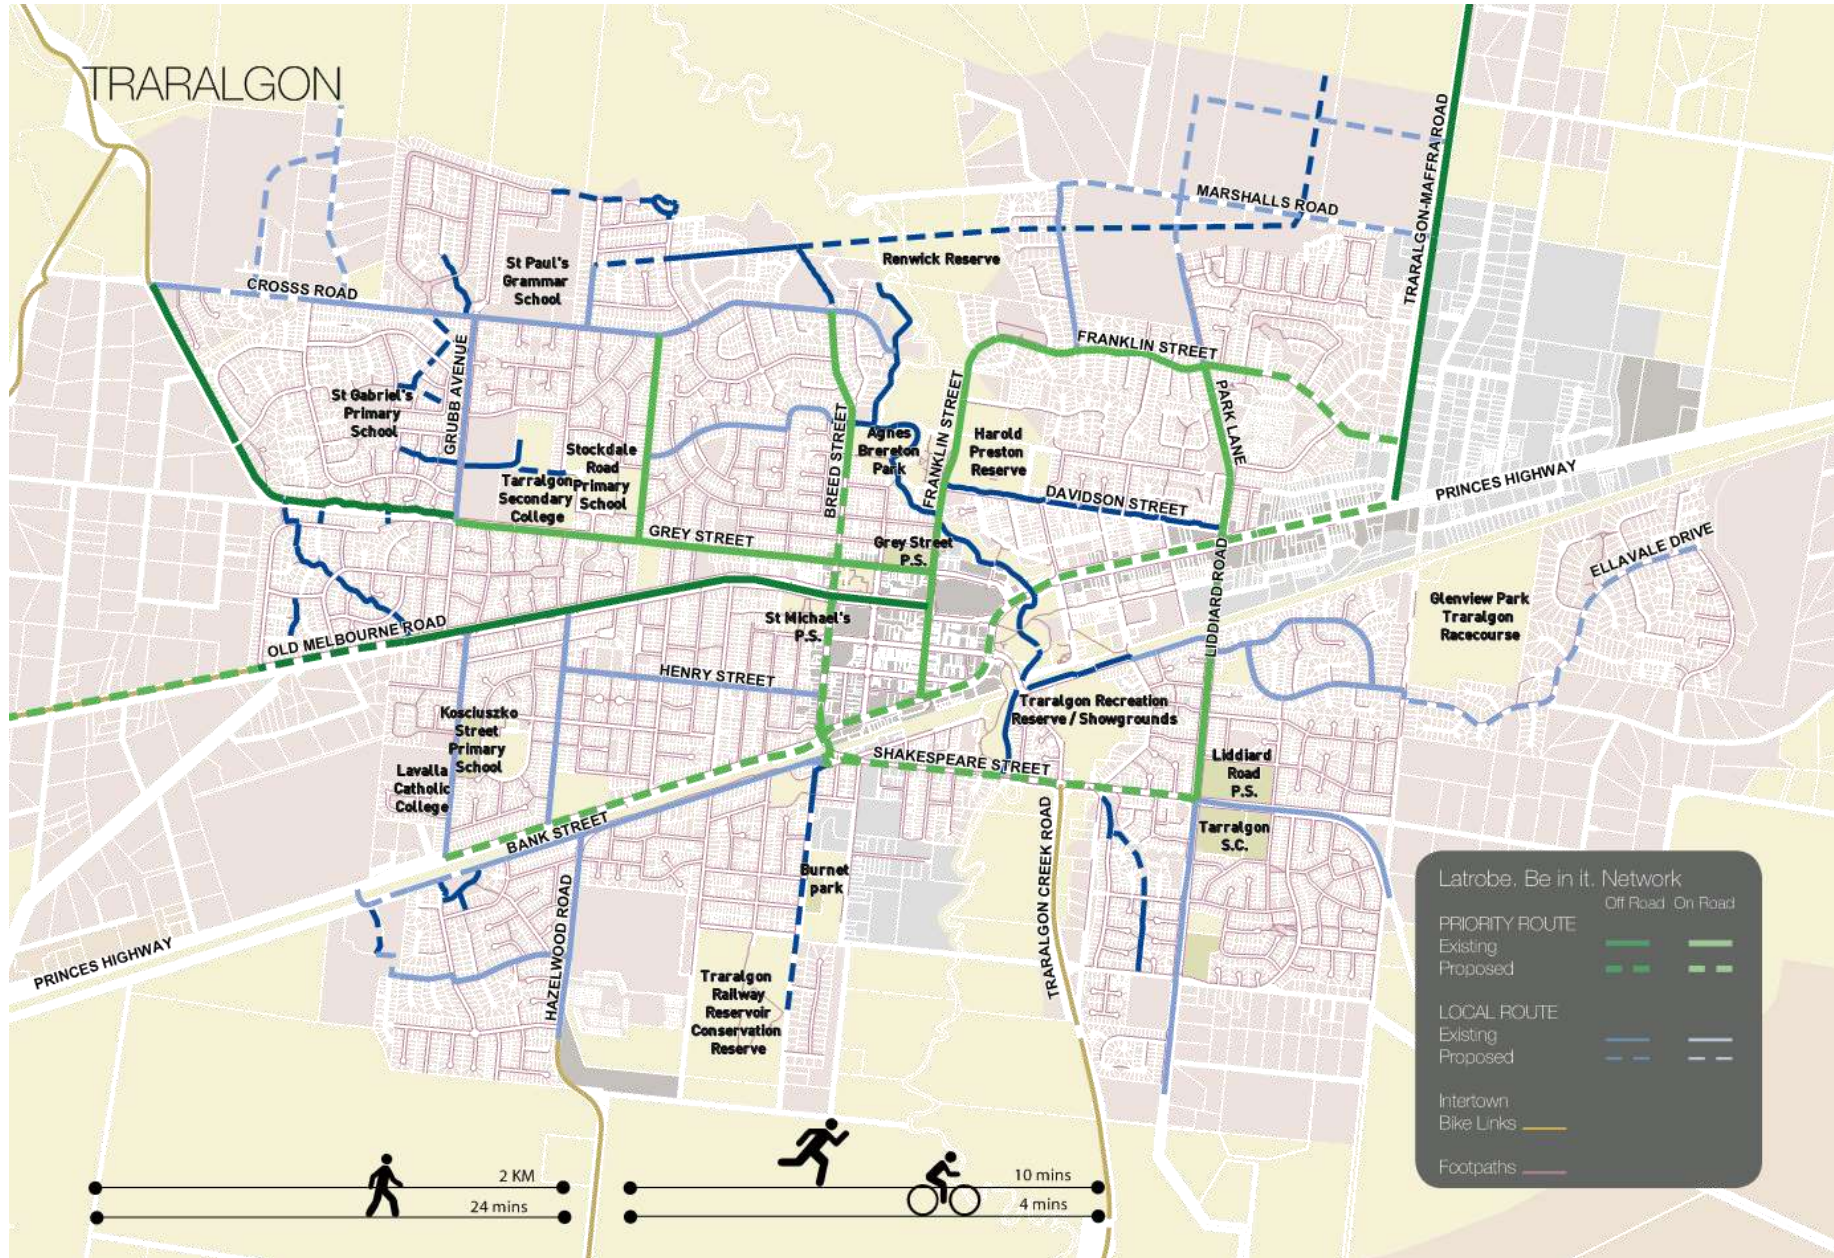 TRARALGON
MARSHALLS ROAD
TRARALGON-MAFFRA ROAD
Renwick Reserve
St Paul's
Grammar
School
CROSSS ROAD
FRANKLIN STREET
GRUBB AVENUE
St Gabriel's
Primary
School
PARK LANE
BREED STREET
FRANKLIN STREET
Agnes
Brereton
Park
Harold
Preston
Reserve
Stockdale
Road
Primary
School
Tarralgon
Secondary
College
DAVIDSON STREET
PRINCES HIGHWAY
GREY STREET
Grey Street
P.S.
ELLAVALE DRIVE
LIDDIARD ROAD
Glenview Park
Traralgon
Racecourse
St Michael's
P.S.
OLD MELBOURNE ROAD
HENRY STREET
Traralgon Recreation
Reserve / Showgrounds
Kosciuszko
Street
Primary
School
Lavalla
Catholic
College
SHAKESPEARE STREET
Liddiard
Road
P.S.
BANK STREET
Tarralgon
S.C.
TRARALGON CREEK ROAD
Burnet
park
HAZELWOOD ROAD
PRINCES HIGHWAY
Traralgon
Railway
Reservoir
Conservation
Reserve
Latrobe. Be in it. Network
Off Road On Road
PRIORITY ROUTE
Existing
Proposed
LOCAL ROUTE
Existing
Proposed
Intertown
Bike Links
Footpaths
2 KM
24 mins
10 mins
4 mins